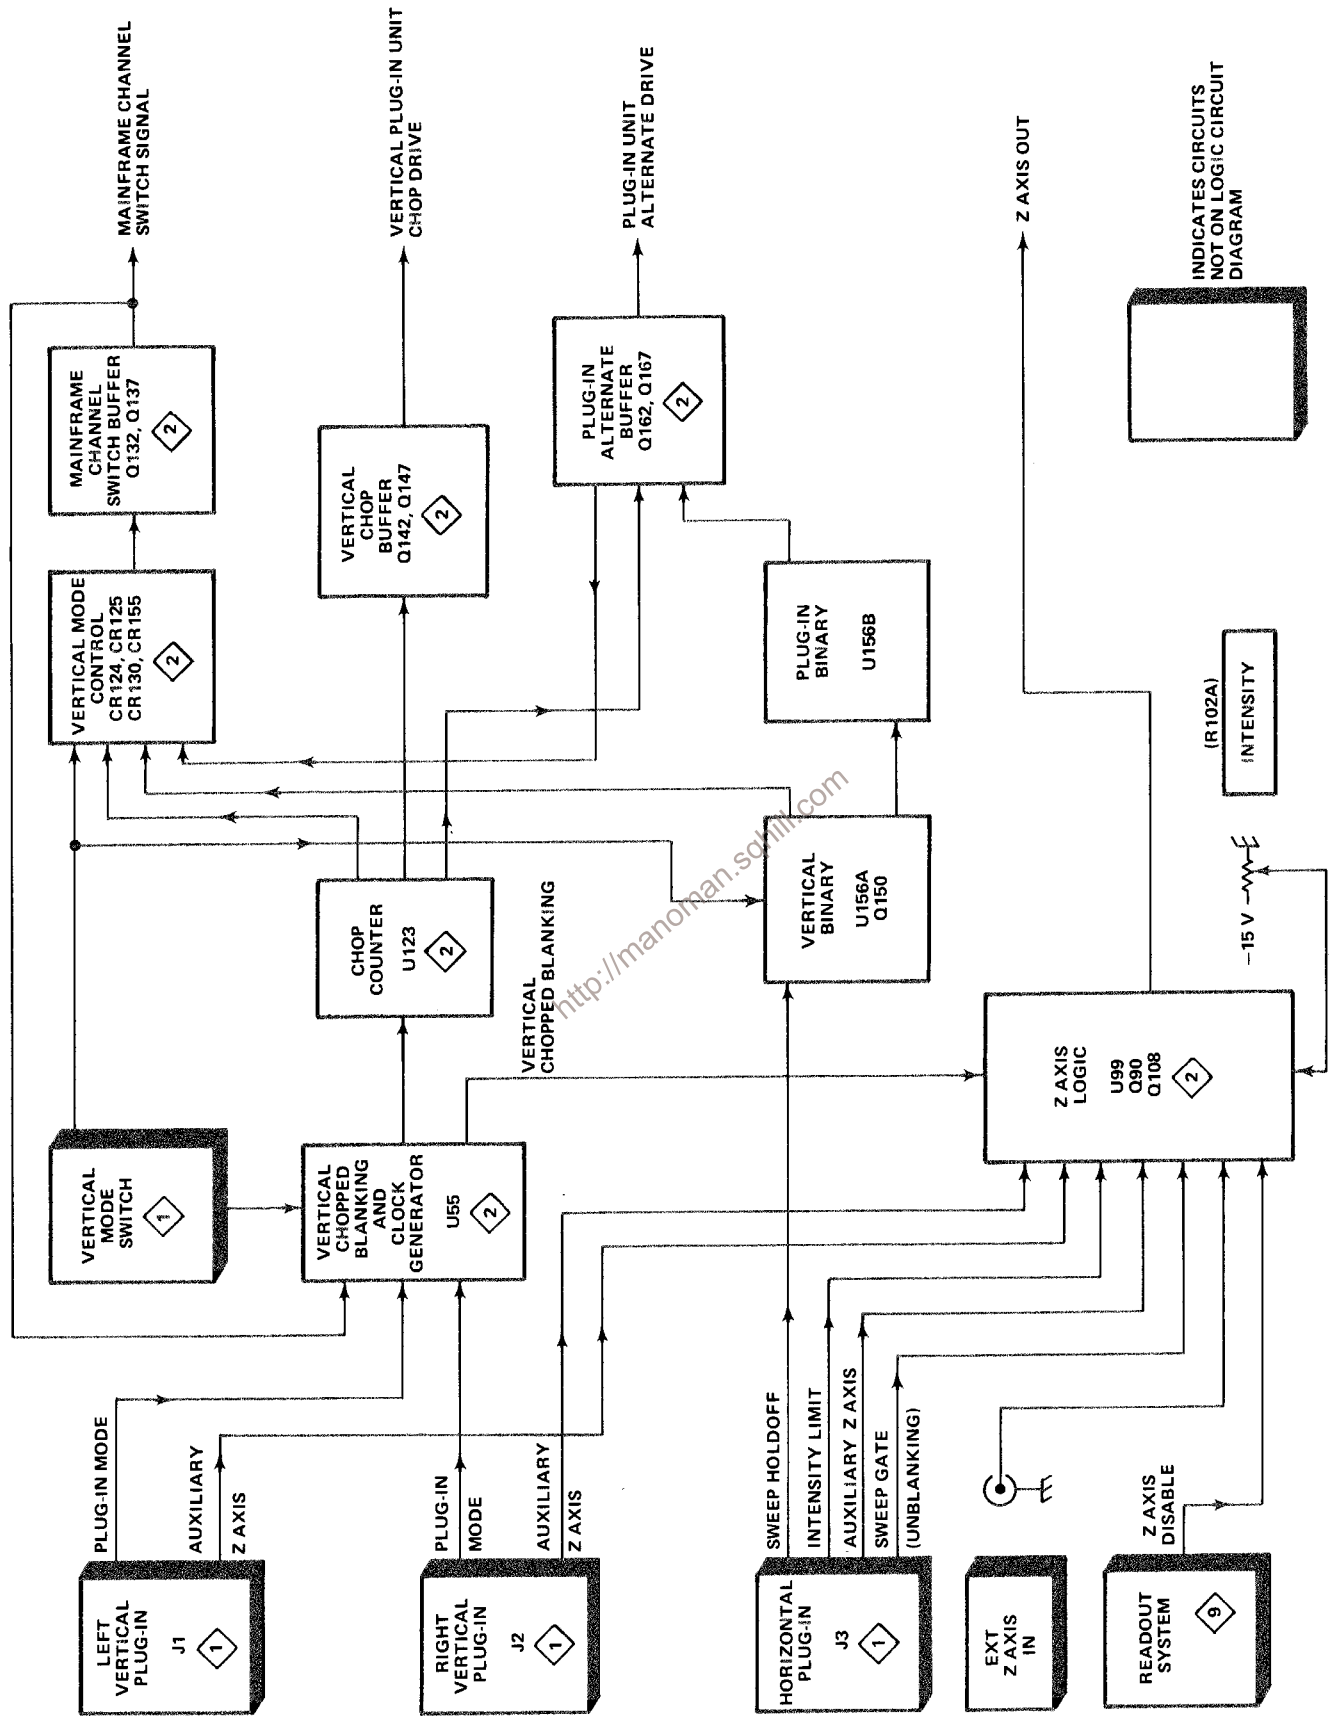 LEFT
VERTICAL
PLUG-IN
J1
1
PLUG-IN MODE
AUXILIARY
Z AXIS
RIGHT
VERTICAL
PLUG-IN
J2
1
PLUG-IN
MODE
AUXILIARY
Z AXIS
HORIZONTAL
PLUG-IN
J3
1
SWEEP HOLDOFF
INTENSITY LIMIT
AUXILIARY Z AXIS
SWEEP GATE
(UNBLANKING)
EXT
Z AXIS
IN
READOUT
SYSTEM
9
Z AXIS
DISABLE
VERTICAL
MODE
SWITCH
1
VERTICAL
CHOPPED
BLANKING
AND
CLOCK
GENERATOR
U55
2
VERTICAL
CHOPPED BLANKING
CHOP
COUNTER
U123
2
VERTICAL
BINARY
U156A
Q150
Z AXIS
LOGIC
U99
Q90
Q108
2
-15 V
(R102A)
INTENSITY
VERTICAL MODE
CONTROL
CR124, CR125
CR130, CR155
2
VERTICAL
CHOP
BUFFER
Q142, Q147
2
PLUG-IN
BINARY
U156B
MAINFRAME
CHANNEL
SWITCH BUFFER
Q132, Q137
2
PLUG-IN
ALTERNATE
BUFFER
Q162, Q167
2
MAINFRAME CHANNEL
SWITCH SIGNAL
VERTICAL PLUG-IN UNIT
CHOP DRIVE
PLUG-IN UNIT
ALTERNATE DRIVE
Z AXIS OUT
INDICATES CIRCUITS
NOT ON LOGIC CIRCUIT
DIAGRAM
http://manoman.sqhill.com